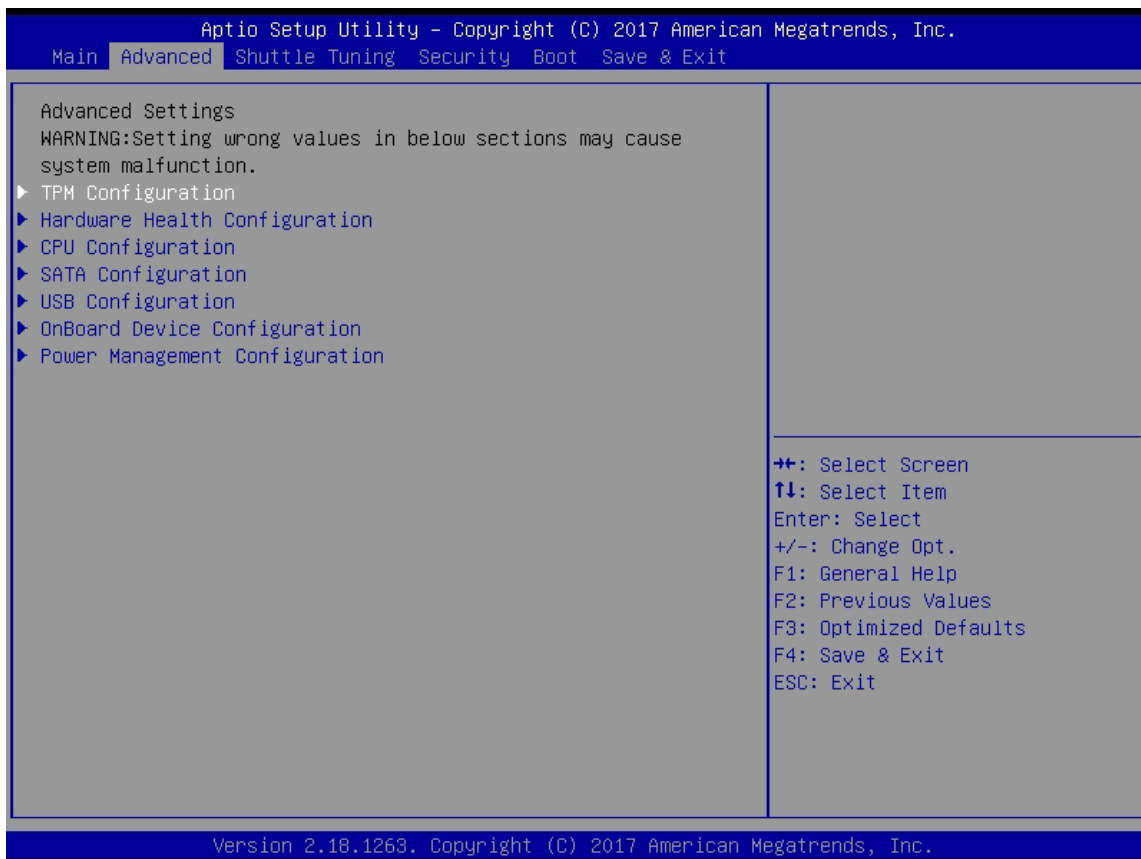 Aptio Setup Utility – Copyright (C) 2017 American Megatrends, Inc.
Main Advanced Shuttle Tuning Security Boot Save & Exit
Advanced Settings
WARNING:Setting wrong values in below sections may cause
system malfunction.
▶ TPM Configuration
▶ Hardware Health Configuration
▶ CPU Configuration
▶ SATA Configuration
▶ USB Configuration
▶ OnBoard Device Configuration
▶ Power Management Configuration
→←: Select Screen
↑↓: Select Item
Enter: Select
+/-: Change Opt.
F1: General Help
F2: Previous Values
F3: Optimized Defaults
F4: Save & Exit
ESC: Exit
Version 2.18.1263. Copyright (C) 2017 American Megatrends, Inc.